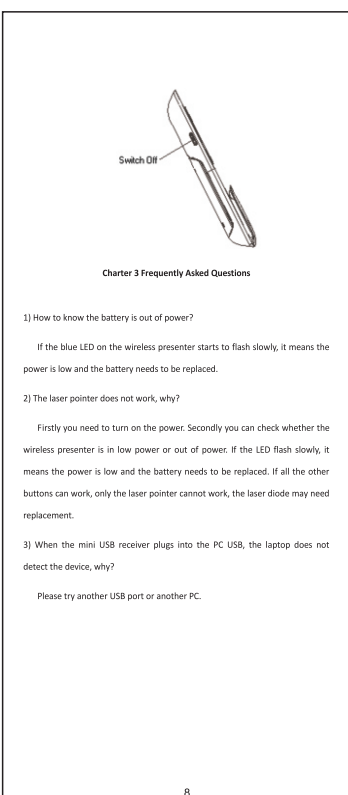 Switch Off
Charter 3 Frequently Asked Questions
1) How to know the battery is out of power?
If the blue LED on the wireless presenter starts to flash slowly, it means the
power is low and the battery needs to be replaced.
2) The laser pointer does not work, why?
Firstly you need to turn on the power. Secondly you can check whether the
wireless presenter is in low power or out of power. If the LED flash slowly, it
means the power is low and the battery needs to be replaced. If all the other
buttons can work, only the laser pointer cannot work, the laser diode may need
replacement.
3) When the mini USB receiver plugs into the PC USB, the laptop does not
detect the device, why?
Please try another USB port or another PC.
8